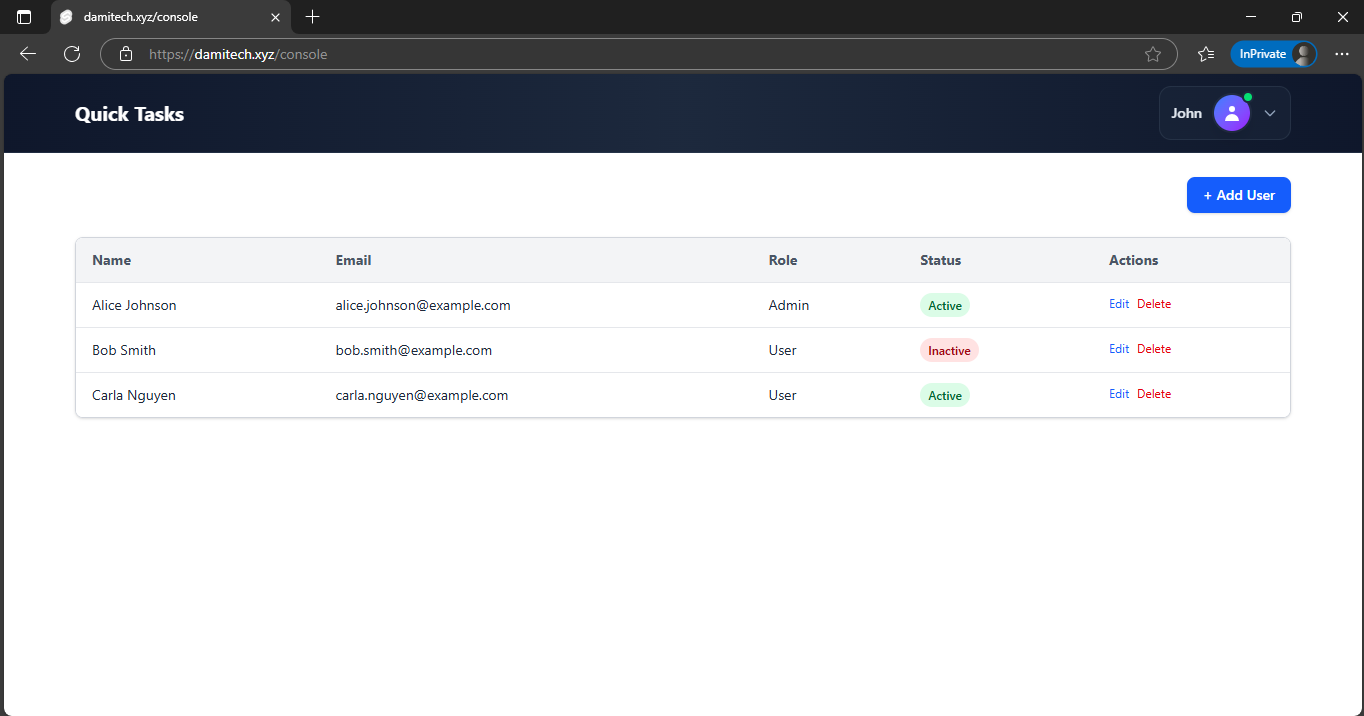 damitech.xyz/console
https://damitech.xyz/console
InPrivate
Quick Tasks
John
+ Add User
Name Email Role Status Actions
Alice Johnson alice.johnson@example.com Admin Active Edit Delete
Bob Smith bob.smith@example.com User Inactive Edit Delete
Carla Nguyen carla.nguyen@example.com User Active Edit Delete